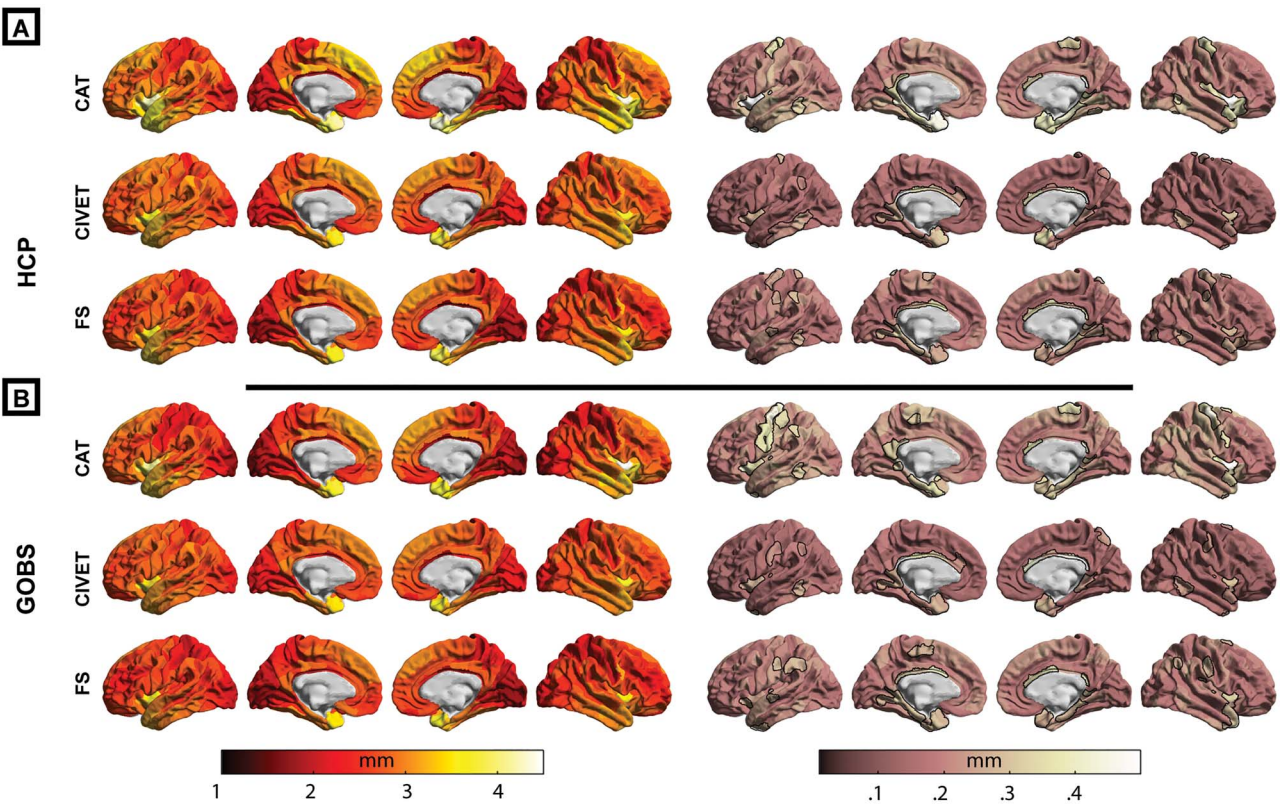 A
HCP
CAT
CIVET
FS
B
GOBS
CAT
CIVET
FS
mm
1 2 3 4
mm
.1 .2 .3 .4